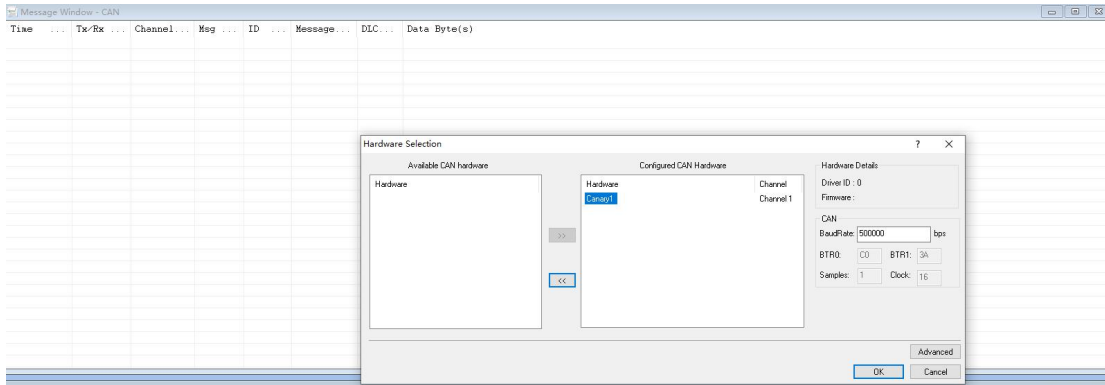 Message Window - CAN
Time ... Tx/Rx ... Channel... Msg ... ID ... Message... DLC... Data Byte(s)
Hardware Selection
? X
Available CAN hardware
Configured CAN Hardware
Hardware Details
Hardware
Hardware Channel
Canary1 Channel 1
Driver ID : 0
Firmware :
CAN
BaudRate: 500000 bps
BTR0: C0 BTR1: 3A
Samples: 1 Clock: 16
>>
<<
Advanced
OK Cancel